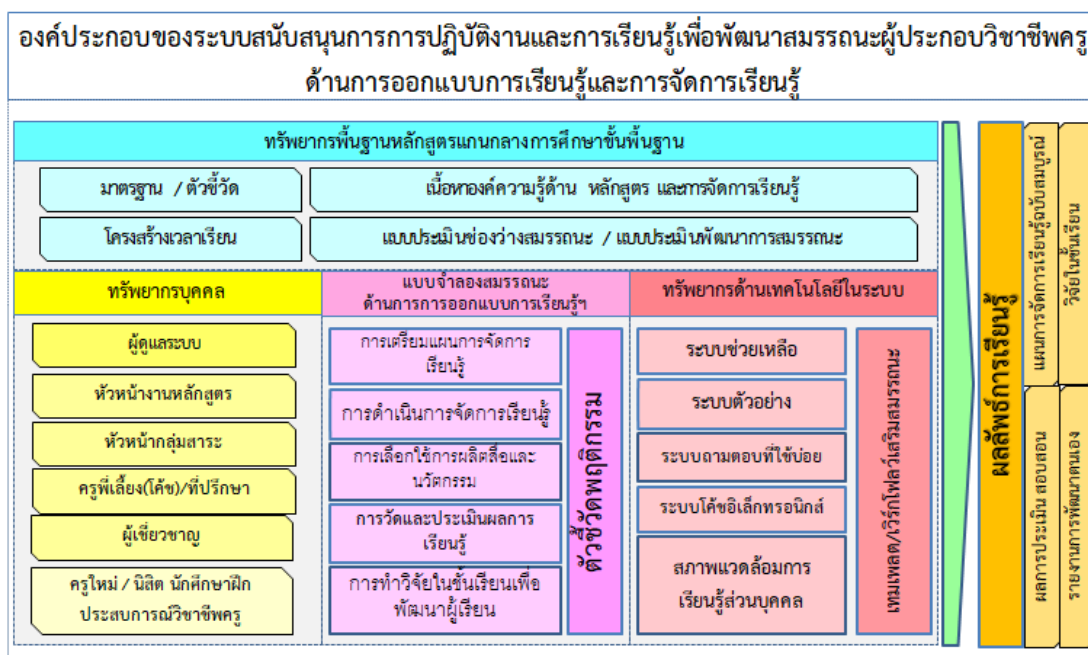 องค์ประกอบของระบบสนับสนุนการการปฏิบัติงานและการเรียนรู้เพื่อพัฒนาสมรรถนะผู้ประกอบวิชาชีพครู
ด้านการออกแบบการเรียนรู้และการจัดการเรียนรู้
ทรัพยากรพื้นฐานหลักสูตรแกนกลางการศึกษาขั้นพื้นฐาน
มาตรฐาน / ตัวชี้วัด
เนื้อหาองค์ความรู้ด้าน หลักสูตร และการจัดการเรียนรู้
โครงสร้างเวลาเรียน
แบบประเมินช่องว่างสมรรถนะ / แบบประเมินพัฒนาการสมรรถนะ
ทรัพยากรบุคคล
ผู้ดูแลระบบ
หัวหน้างานหลักสูตร
หัวหน้ากลุ่มสาระ
ครูพี่เลี้ยง(โค้ช)/ที่ปรึกษา
ผู้เชี่ยวชาญ
ครูใหม่ / นิสิต นักศึกษาฝึก
ประสบการณ์วิชาชีพครู
แบบจำลองสมรรถนะ
ด้านการการออกแบบการเรียนรู้ฯ
การเตรียมแผนการจัดการ
เรียนรู้
การดำเนินการจัดการเรียนรู้
การเลือกใช้การผลิตสื่อและ
นวัตกรรม
การวัดและประเมินผลการ
เรียนรู้
การทำวิจัยในชั้นเรียนเพื่อ
พัฒนาผู้เรียน
ตัวชี้วัดพฤติกรรม
ทรัพยากรด้านเทคโนโลยีในระบบ
ระบบช่วยเหลือ
ระบบตัวอย่าง
ระบบถามตอบที่ใช้บ่อย
ระบบโค้ชอิเล็กทรอนิกส์
สภาพแวดล้อมการ
เรียนรู้ส่วนบุคคล
เทมเพลต/เวิร์กโฟลว์เสริมสมรรถนะ
ผลลัพธ์การเรียนรู้
แผนการจัดการเรียนรู้ฉบับสมบูรณ์
วิจัยในชั้นเรียน
ผลการประเมิน สอบสอน
รายงานการพัฒนาตนเอง